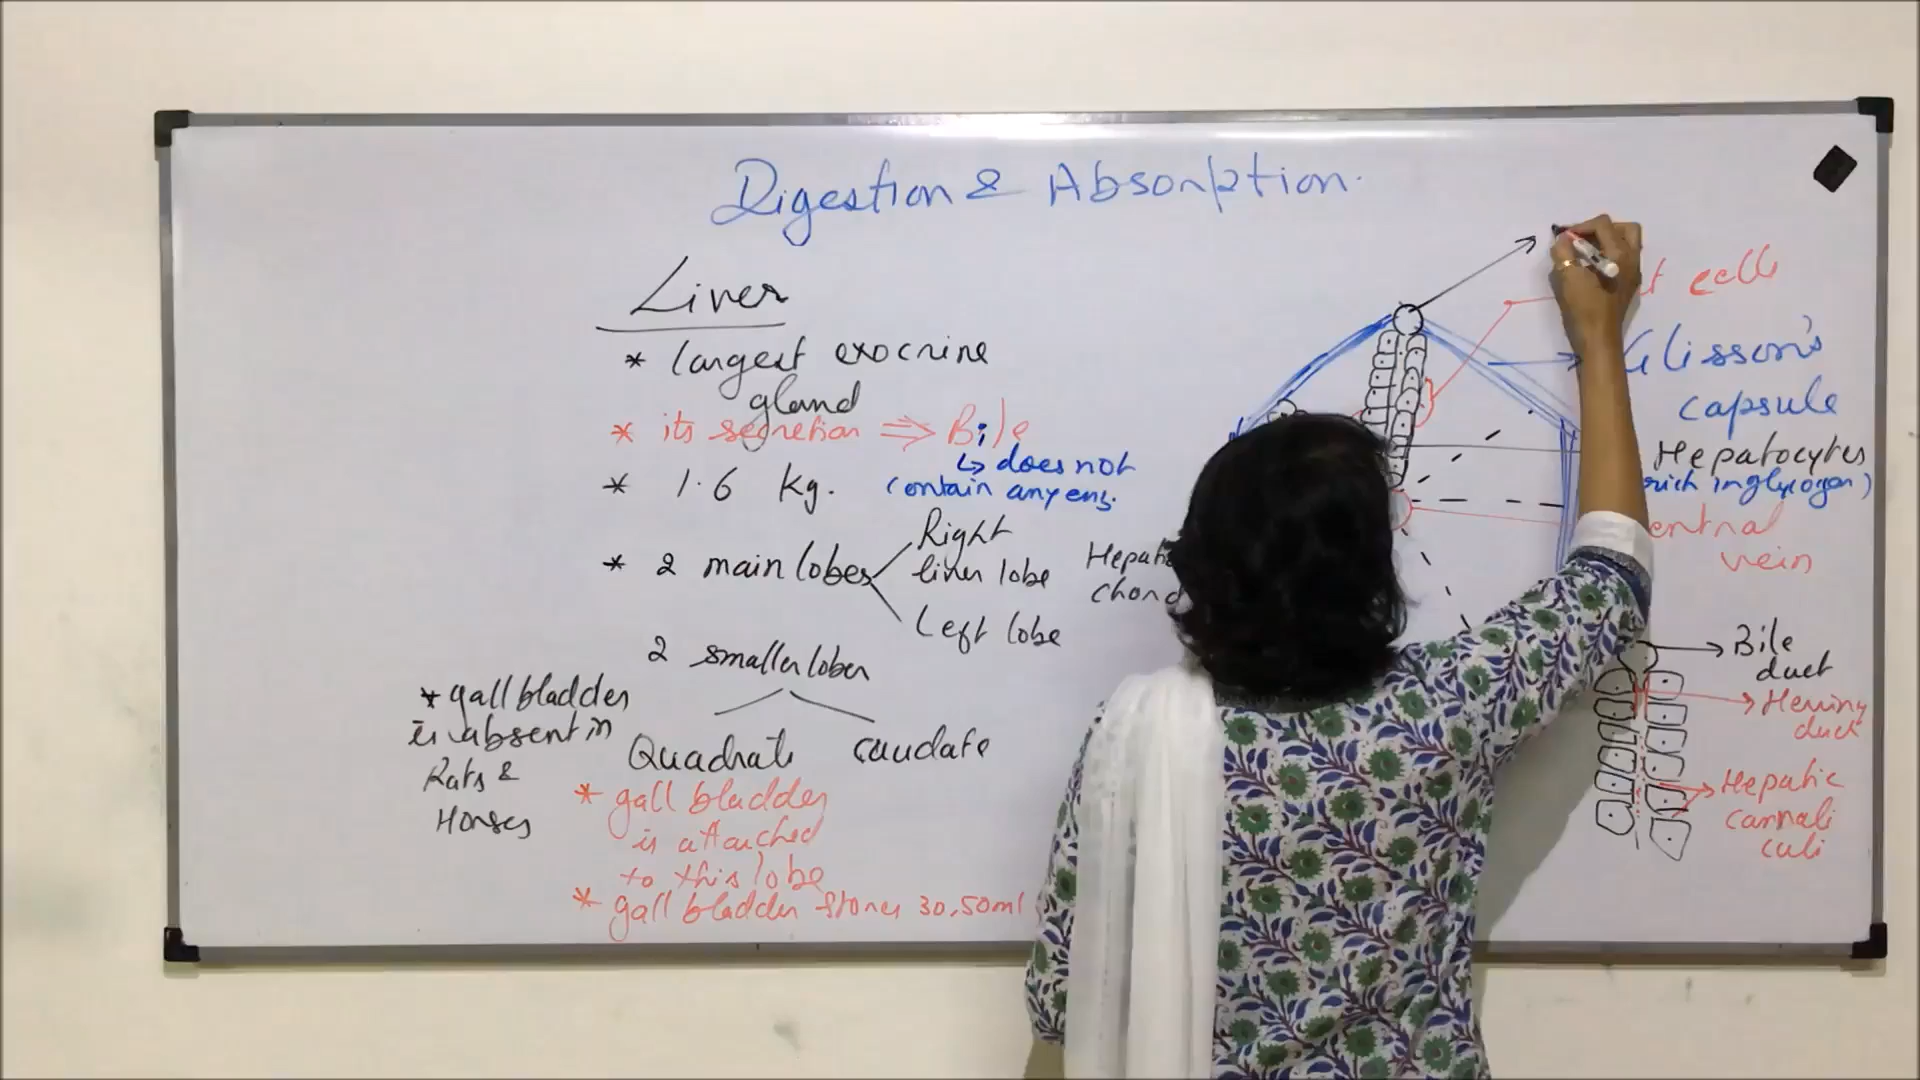 Digestion & Absorption.
Liver
* largest exocrine
gland
* its secretion ⇒ Bile
↳ does not
contain any enz.
* 1.6 kg.
* 2 main lobes
Right
liver lobe
Left lobe
2 smaller lobes
Quadrate
caudate
* gall bladder
is attached
to this lobe
* gall bladder stores 30.50ml
* gall bladder
is absent in
Rats &
Horses
chord
cells
Glisson's
capsule
Hepatocytes
rich in glycogen)
vein
Bile
duct
Hering
duct
Hepatic
cannali
culi